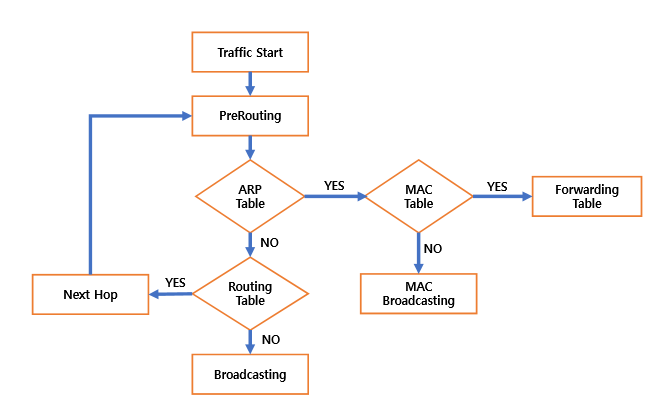 Traffic Start
PreRouting
ARP
Table
YES
MAC
Table
YES
Forwarding
Table
NO
NO
Routing
Table
YES
Next Hop
MAC
Broadcasting
NO
Broadcasting